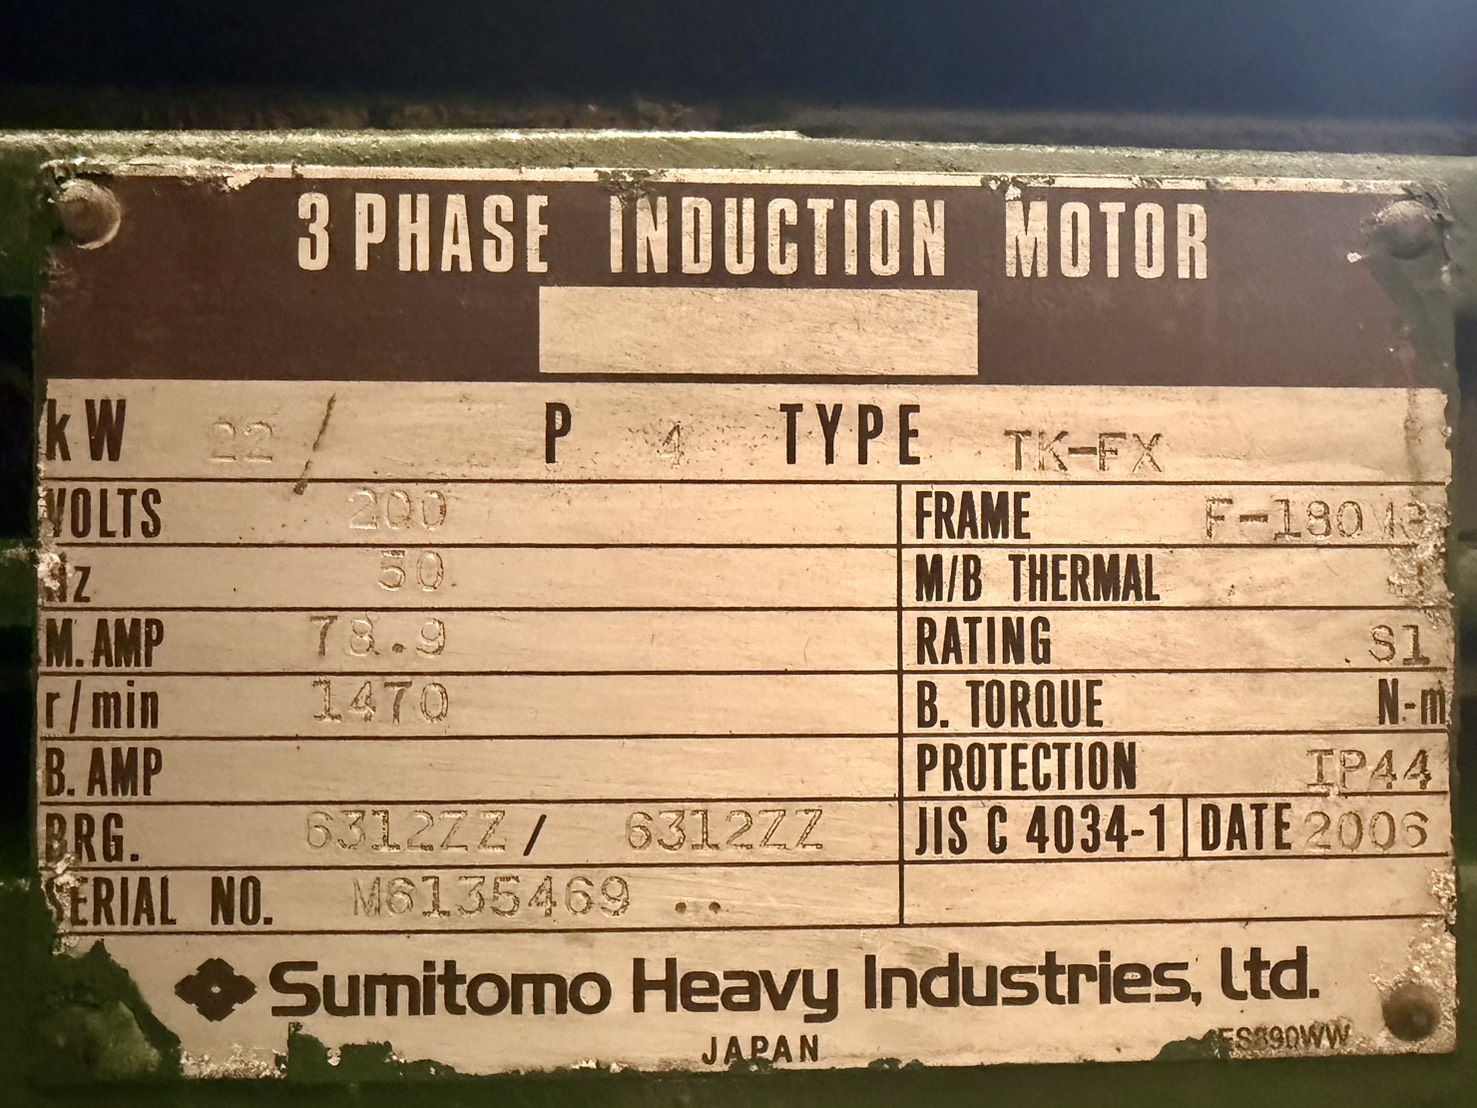 3 PHASE INDUCTION MOTOR
kW 22 / P 4 TYPE TK-FX
VOLTS 200 FRAME
Hz 50 M/B THERMAL
M. AMP 78.9 RATING S1
r/min 1470 B. TORQUE N-m
B. AMP PROTECTION IP44
BRG. 6312ZZ / 6312ZZ JIS C 4034-1 DATE 2006
SERIAL NO. M6135469
Sumitomo Heavy Industries, Ltd.
JAPAN